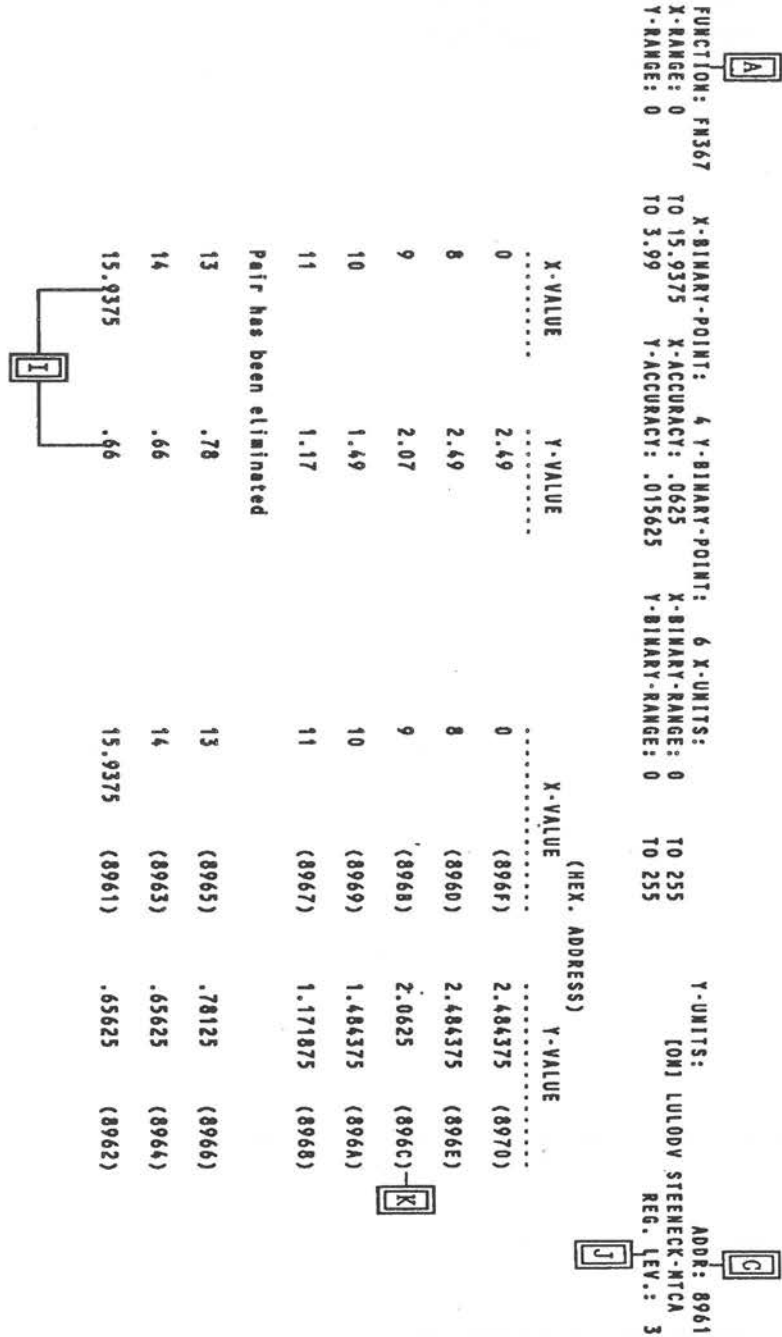 A
C
FUNCTION: FN367 X-BINARY-POINT: 4 Y-BINARY-POINT: 6 X-UNITS: Y-UNITS: ADDR: 8961
X-RANGE: 0 TO 15.9375 X-ACCURACY: .0625 X-BINARY-RANGE: 0 TO 255 [ON] LULODV STEENECK-MTCA
Y-RANGE: 0 TO 3.99 Y-ACCURACY: .015625 Y-BINARY-RANGE: 0 TO 255 REG. LEV.: 3
J
(HEX. ADDRESS)
X-VALUE Y-VALUE X-VALUE Y-VALUE
0 2.49 0 (896F) 2.484375 (8970)
8 2.49 8 (896D) 2.484375 (896E)
9 2.07 9 (896B) 2.0625 (896C)
K
10 1.49 10 (8969) 1.484375 (896A)
11 1.17 11 (8967) 1.171875 (8968)
Pair has been eliminated
13 .78 13 (8965) .78125 (8966)
14 .66 14 (8963) .65625 (8964)
15.9375 .66 15.9375 (8961) .65625 (8962)
I